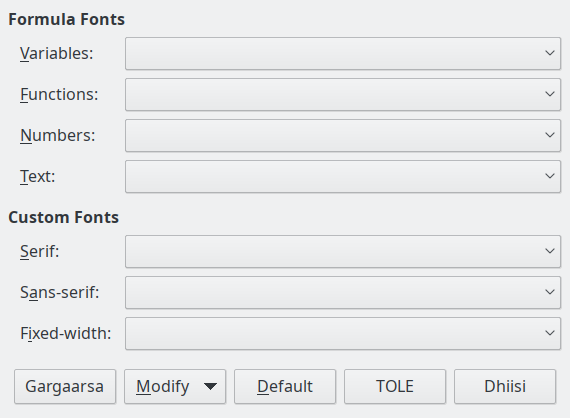 Formula Fonts
Variables:
Functions:
Numbers:
Text:
Custom Fonts
Serif:
Sans-serif:
Fixed-width:
Gargaarsa Modify Default TOLE Dhiisi